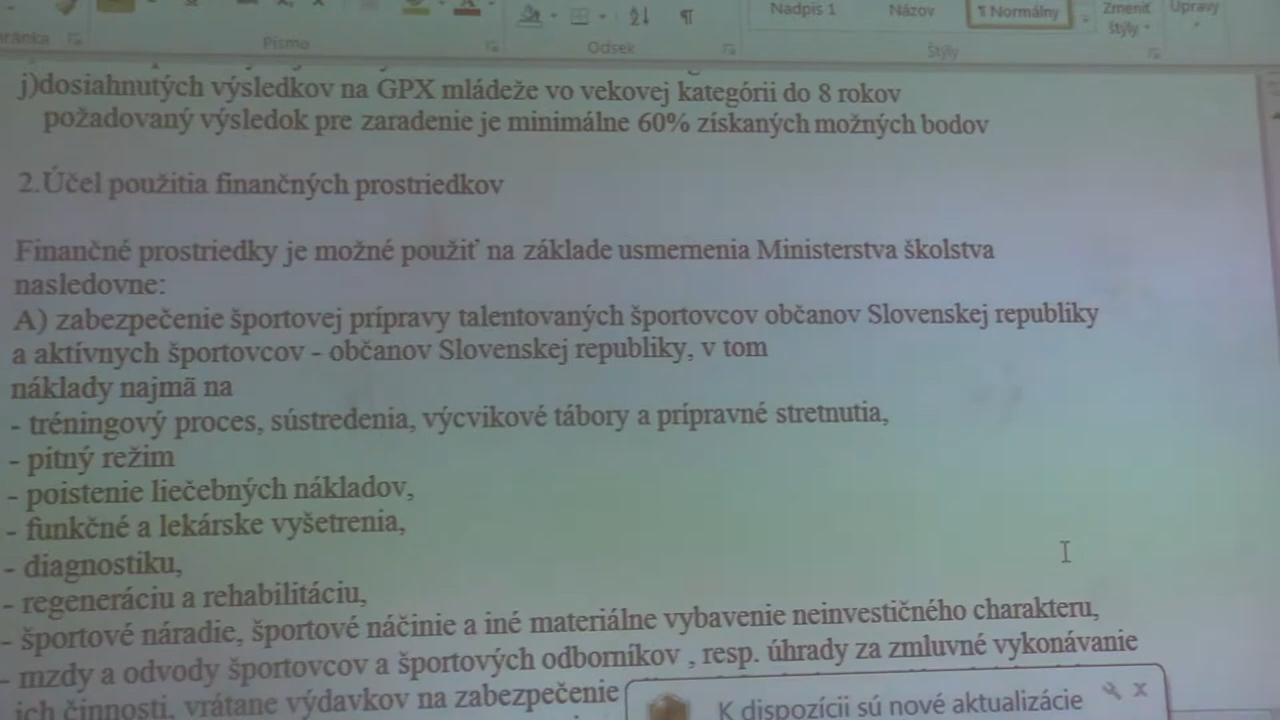 Nadpis 1 Názov ¶ Normálny Zmeniť štýly Úpravy
Písmo Odsek Štýly
j)dosiahnutých výsledkov na GPX mládeže vo vekovej kategórii do 8 rokov
požadovaný výsledok pre zaradenie je minimálne 60% získaných možných bodov
2.Účel použitia finančných prostriedkov
Finančné prostriedky je možné použiť na základe usmernenia Ministerstva školstva
nasledovne:
A) zabezpečenie športovej prípravy talentovaných športovcov občanov Slovenskej republiky
a aktívnych športovcov - občanov Slovenskej republiky, v tom
náklady najmä na
- tréningový proces, sústredenia, výcvikové tábory a prípravné stretnutia,
- pitný režim
- poistenie liečebných nákladov,
- funkčné a lekárske vyšetrenia,
- diagnostiku,
- regeneráciu a rehabilitáciu,
- športové náradie, športové náčinie a iné materiálne vybavenie neinvestičného charakteru,
- mzdy a odvody športovcov a športových odborníkov , resp. úhrady za zmluvné vykonávanie
ich činnosti, vrátane výdavkov na zabezpečenie
K dispozícii sú nové aktualizácie